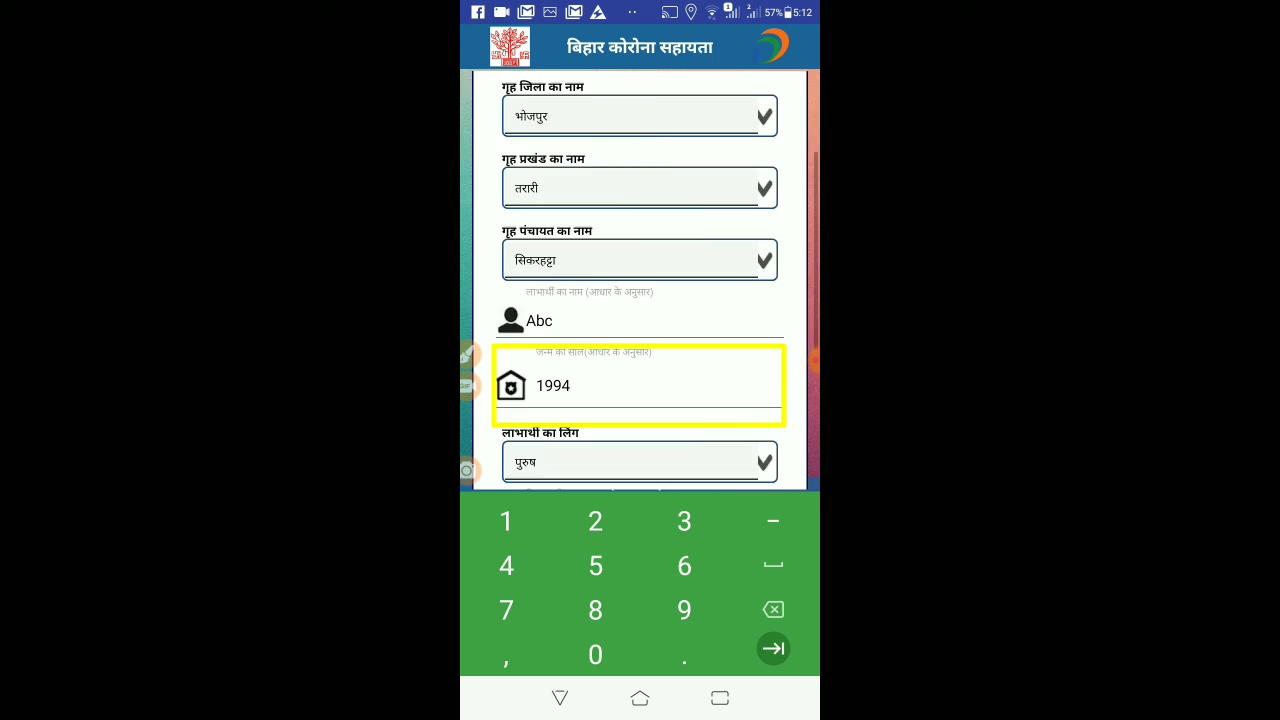 57% 5:12
बिहार कोरोना सहायता
गृह जिला का नाम
भोजपुर
गृह प्रखंड का नाम
तरारी
गृह पंचायत का नाम
सिकरहट्टा
लाभार्थी का नाम (आधार के अनुसार)
Abc
जन्म का साल(आधार के अनुसार)
1994
लाभार्थी का लिंग
पुरुष
1 2 3 -
4 5 6
7 8 9
, 0 .